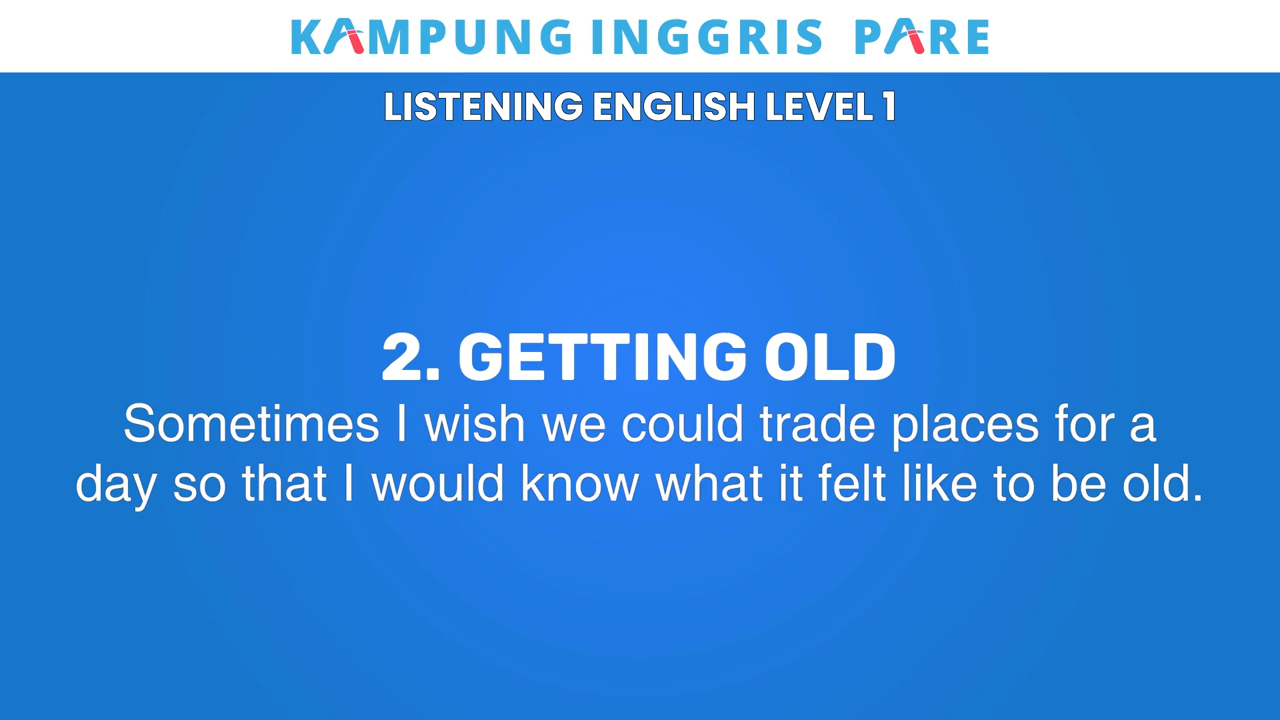 KAMPUNG INGGRIS PARE
LISTENING ENGLISH LEVEL 1
2. GETTING OLD
Sometimes I wish we could trade places for a
day so that I would know what it felt like to be old.